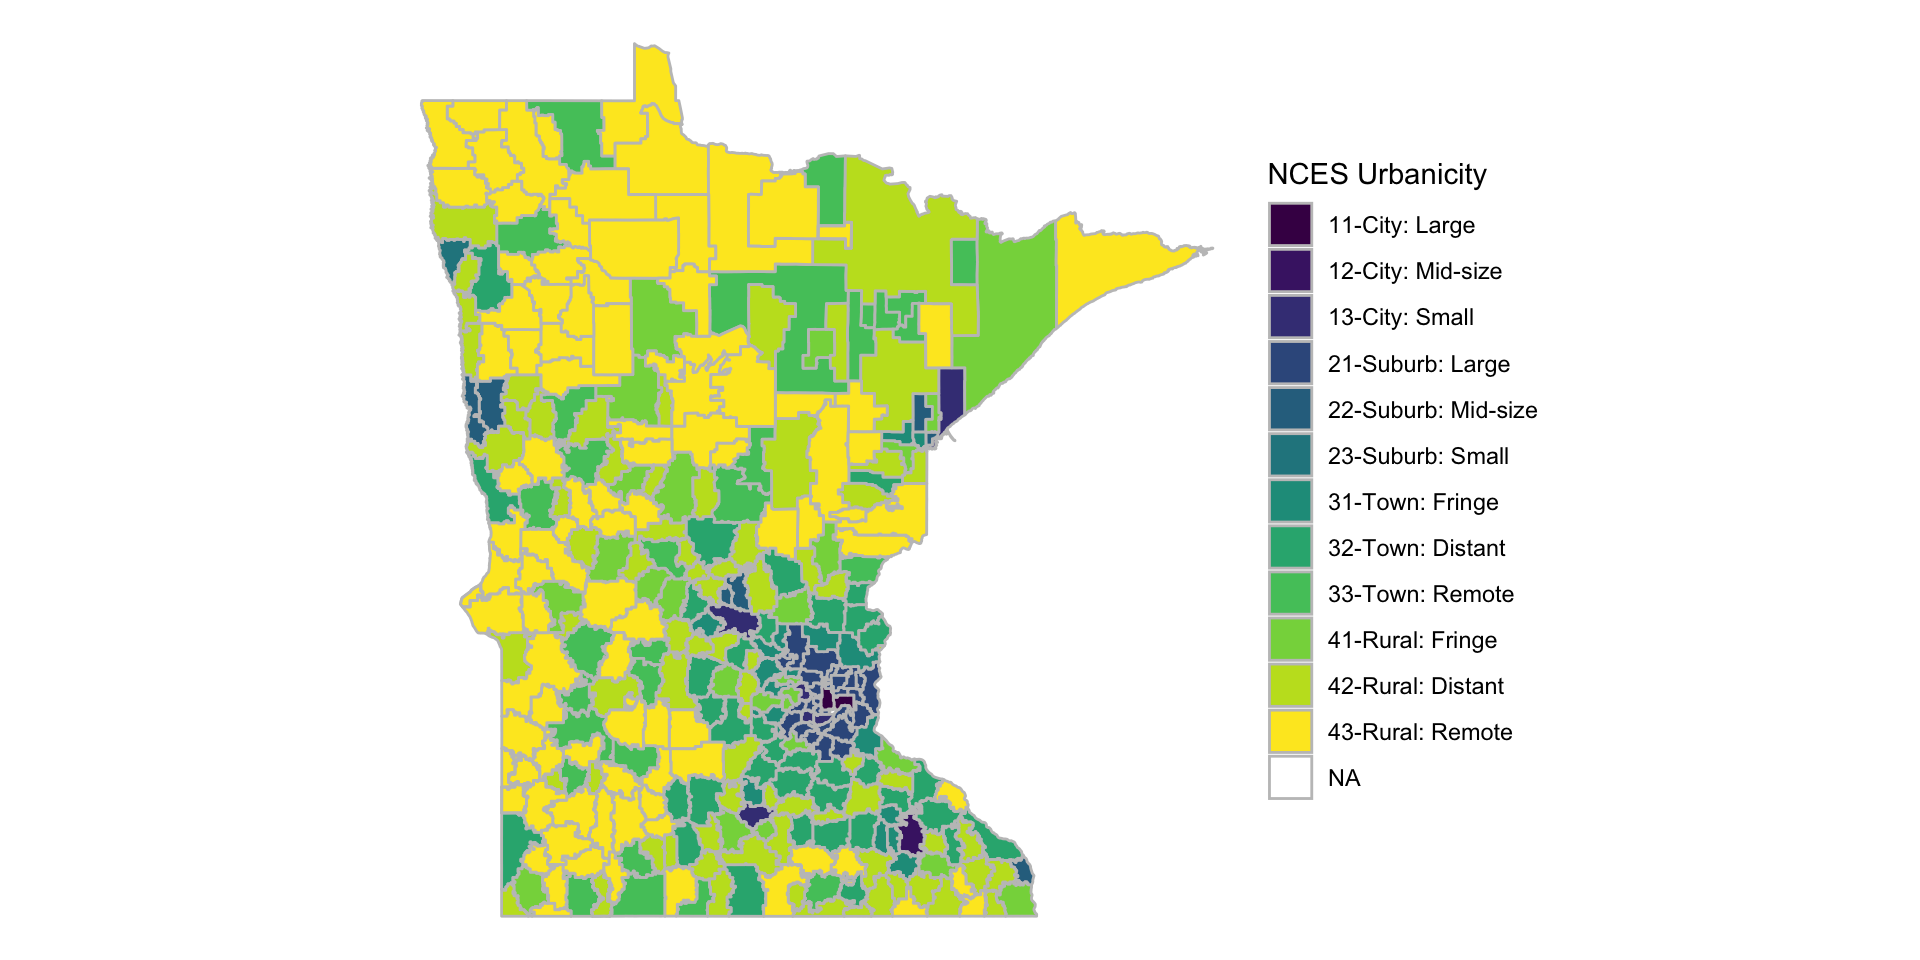 NCES Urbanicity
11-City: Large
12-City: Mid-size
13-City: Small
21-Suburb: Large
22-Suburb: Mid-size
23-Suburb: Small
31-Town: Fringe
32-Town: Distant
33-Town: Remote
41-Rural: Fringe
42-Rural: Distant
43-Rural: Remote
NA